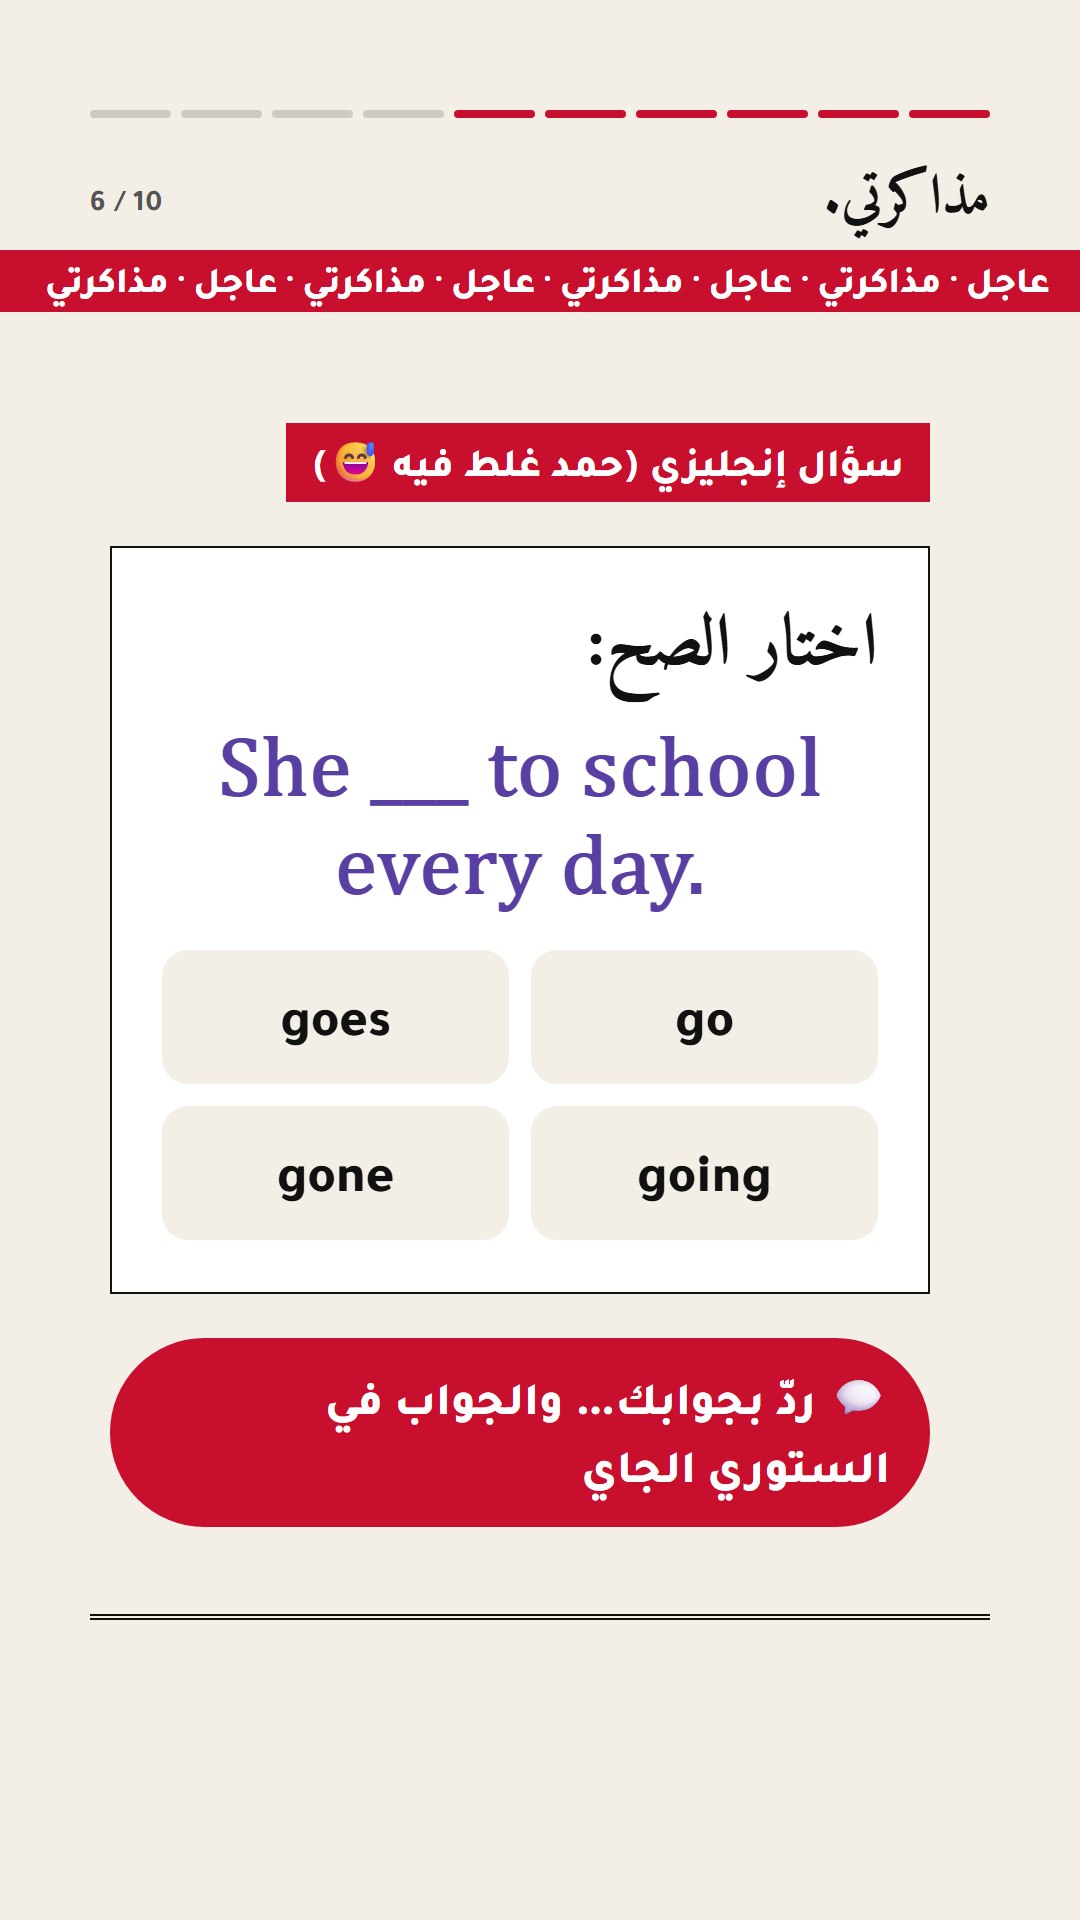 مذاكرتي.
6 / 10
عاجل · مذاكرتي · عاجل · مذاكرتي · عاجل · مذاكرتي · عاجل · مذاكرتي
سؤال إنجليزي (حمد غلط فيه 😅)
اختار الصح:
She ___ to school
every day.
go
goes
going
gone
💬 ردّ بجوابك... والجواب في
الستوري الجاي